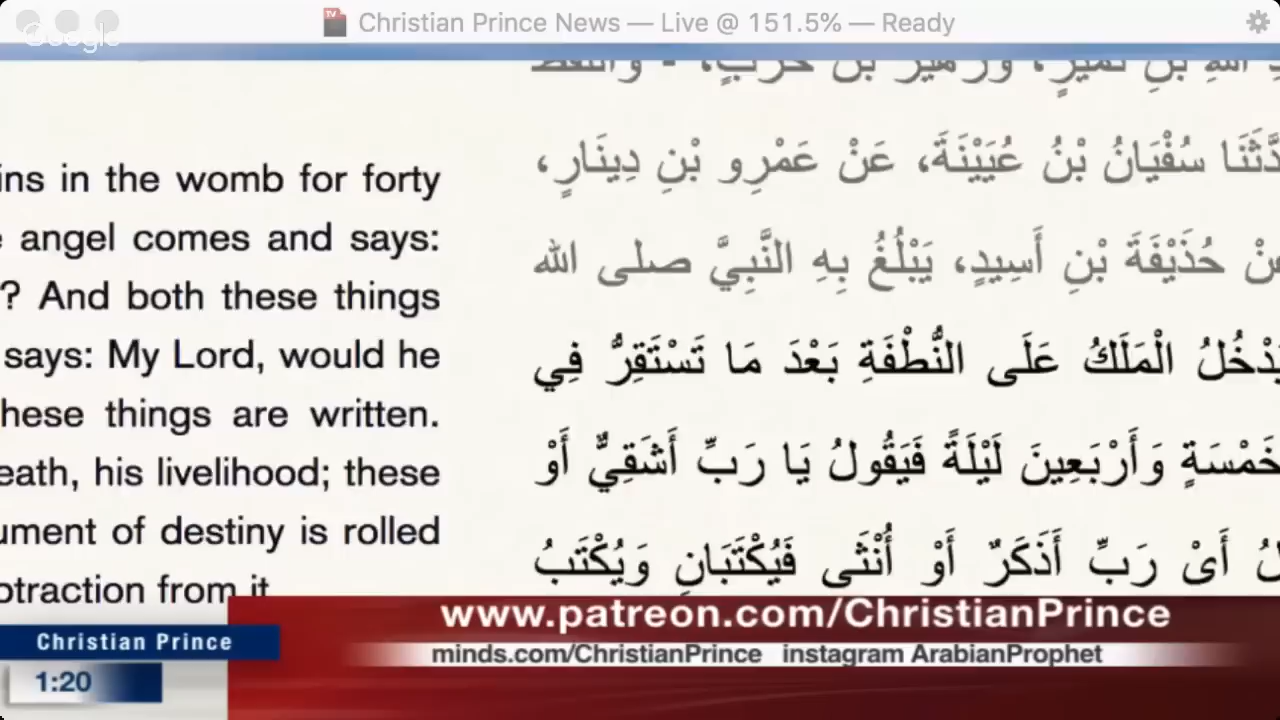 Christian Prince News — Live @ 151.5% — Ready
Google
ins in the womb for forty
angel comes and says:
? And both these things
says: My Lord, would he
hese things are written.
eath, his livelihood; these
ument of destiny is rolled
otraction from it
اللهِ بْنِ نُمَيْرٍ، وَزُهَيْرُ بْنُ حَرْبٍ، - وَاللَّفْظُ
دَّثَنَا سُفْيَانُ بْنُ عُيَيْنَةَ، عَنْ عَمْرِو بْنِ دِينَارٍ،
نْ حُذَيْفَةَ بْنِ أَسِيدٍ، يَبْلُغُ بِهِ النَّبِيَّ صلى الله
يَدْخُلُ الْمَلَكُ عَلَى النُّطْفَةِ بَعْدَ مَا تَسْتَقِرُّ فِي
خَمْسَةٍ وَأَرْبَعِينَ لَيْلَةً فَيَقُولُ يَا رَبِّ أَشَقِيٌّ أَوْ
لُ أَىْ رَبِّ أَذَكَرٌ أَوْ أُنْثَى فَيُكْتَبَانِ وَيُكْتَبُ
www.patreon.com/ChristianPrince
minds.com/ChristianPrince instagram ArabianProphet
Christian Prince
1:20